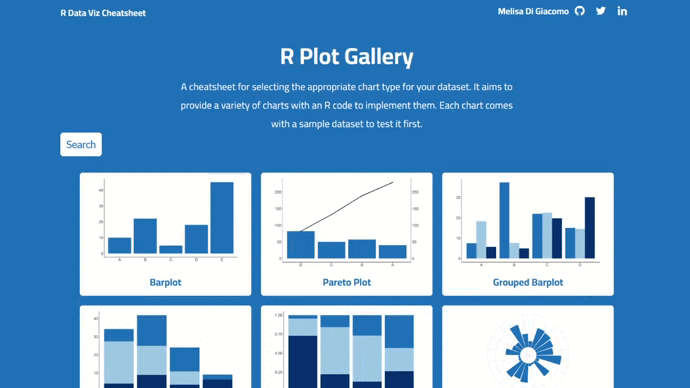 R Data Viz Cheatsheet
Melisa Di Giacomo
R Plot Gallery
A cheatsheet for selecting the appropriate chart type for your dataset. It aims to
provide a variety of charts with an R code to implement them. Each chart comes
with a sample dataset to test it first.
Search
Barplot
Pareto Plot
Grouped Barplot